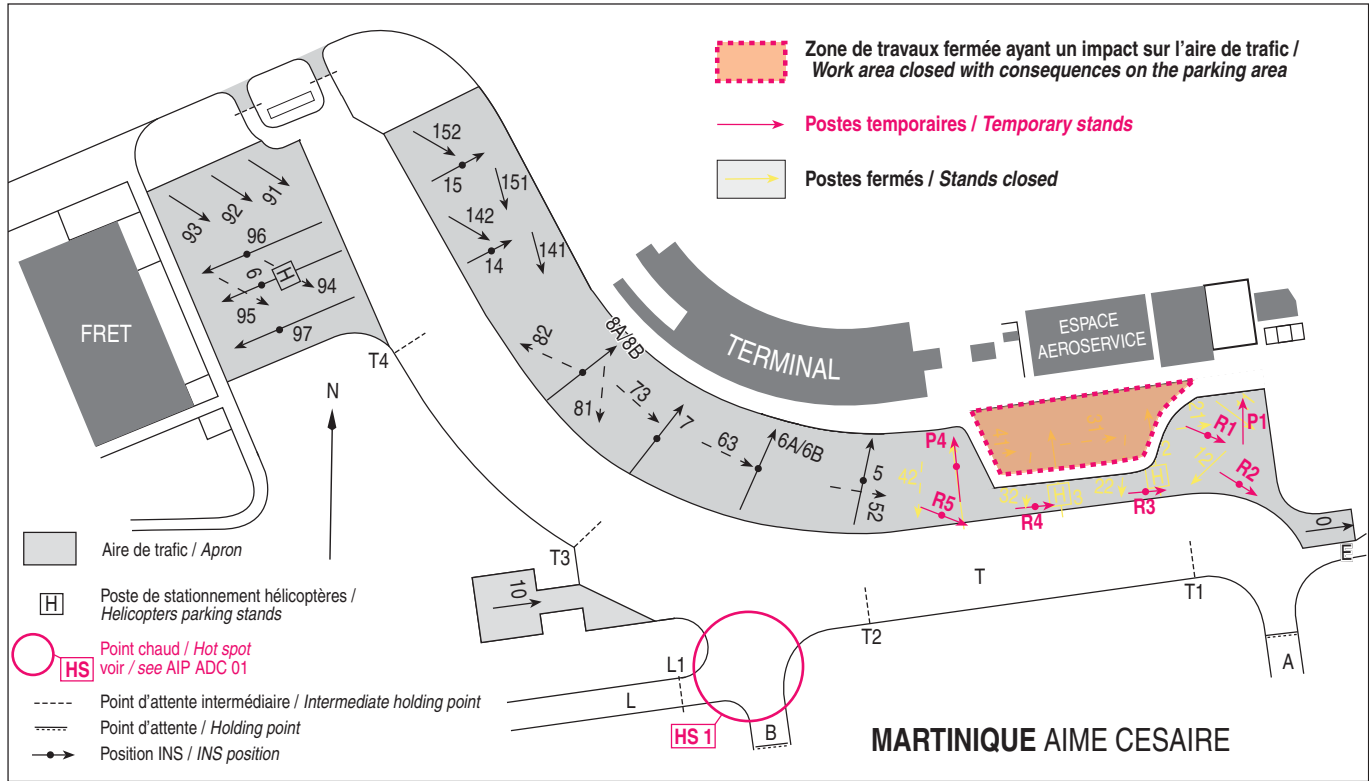 Zone de travaux fermée ayant un impact sur l'aire de trafic /
Work area closed with consequences on the parking area
Postes temporaires / Temporary stands
Postes fermés / Stands closed
152
15
151
142
14
141
91
92
93
96
6
H
94
95
97
FRET
T4
N
82
8A/8B
81
73
7
63
6A/6B
5
52
TERMINAL
ESPACE
AEROSERVICE
P4
42
R5
32
H
3
R4
22
H
R3
2
21
R1
P1
12
R2
0
E
T3
10
T
T1
T2
L1
L
A
B
HS 1
Aire de trafic / Apron
H
Poste de stationnement hélicoptères /
Helicopters parking stands
Point chaud / Hot spot
HS
voir / see AIP ADC 01
Point d'attente intermédiaire / Intermediate holding point
Point d'attente / Holding point
Position INS / INS position
MARTINIQUE AIME CESAIRE